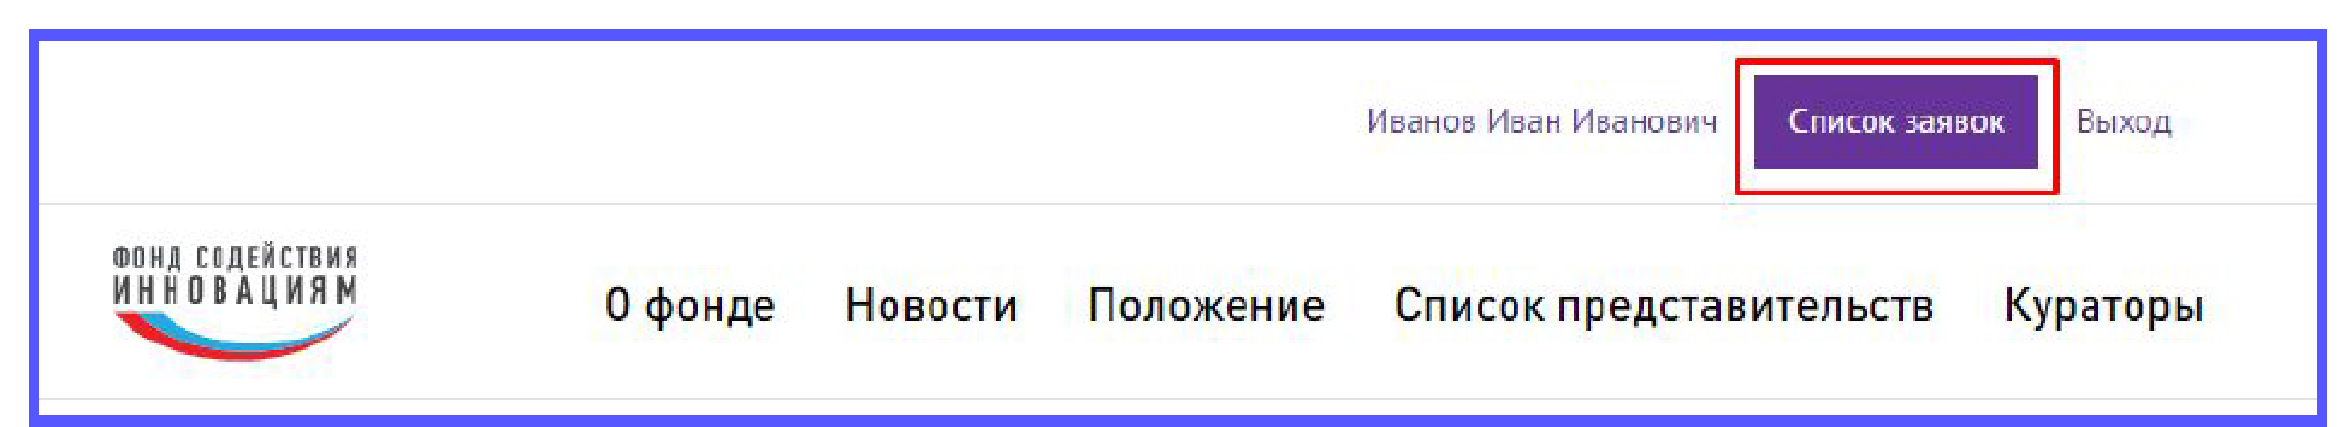 Иванов Иван Иванович Список заявок Выход
ФОНД СОДЕЙСТВИЯ
ИННОВАЦИЯМ
О фонде Новости Положение Список представительств Кураторы